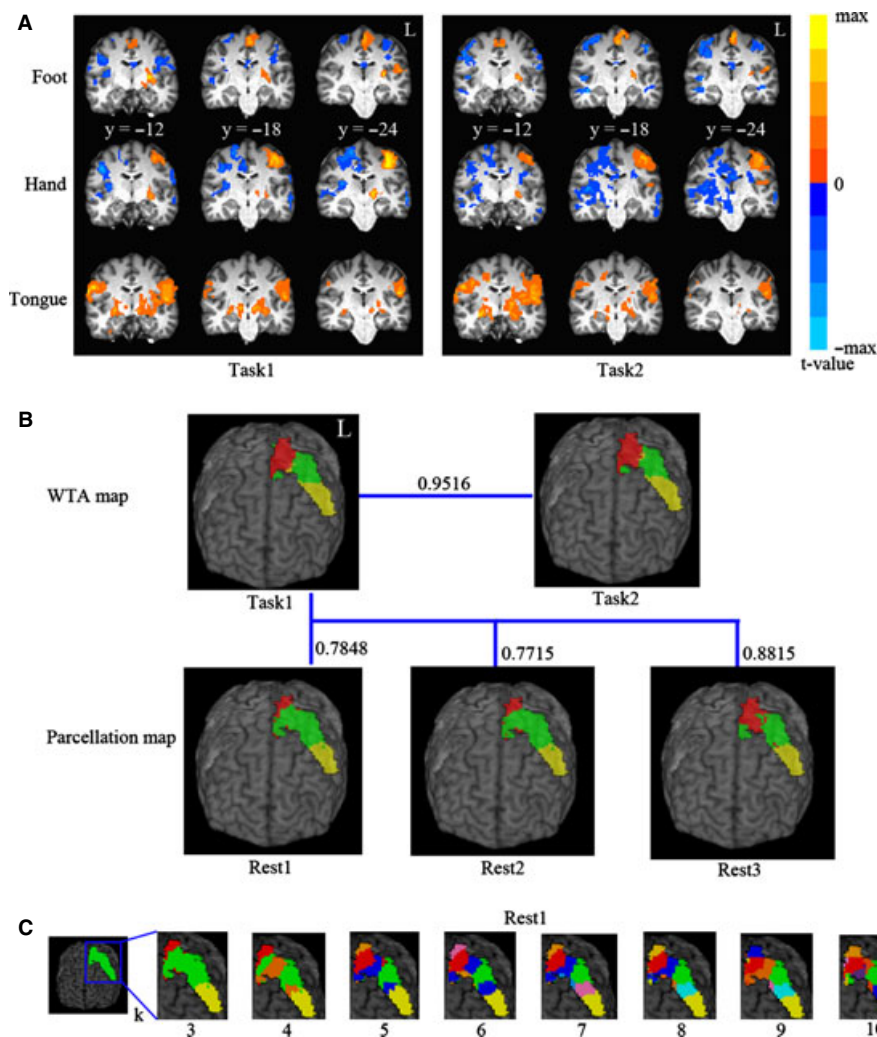 A
L
L
max
Foot
y = −12
y = −18
y = −24
y = −12
y = −18
y = −24
0
Hand
Tongue
−max
t-value
Task1
Task2
B
L
WTA map
0.9516
Task1
Task2
0.7848
0.7715
0.8815
Parcellation map
Rest1
Rest2
Rest3
C
Rest1
k
3
4
5
6
7
8
9
10